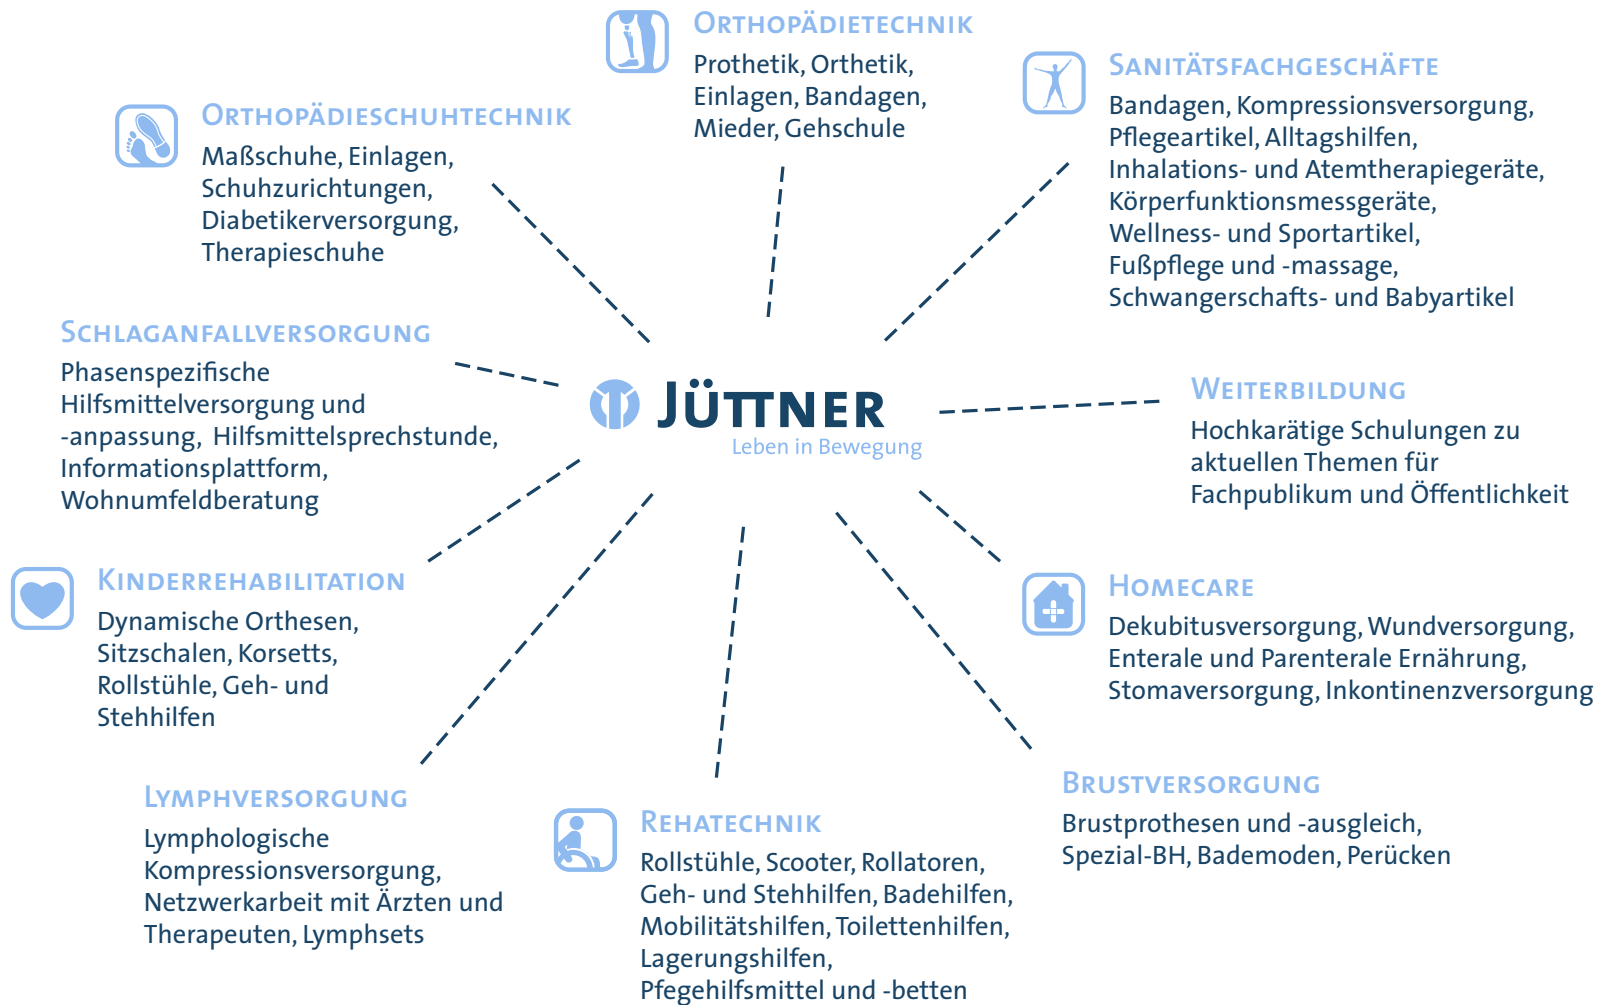 ORTHOPÄDIETECHNIK
Prothetik, Orthetik,
Einlagen, Bandagen,
Mieder, Gehschule
SANITÄTSFACHGESCHÄFTE
Bandagen, Kompressionsversorgung,
Pflegeartikel, Alltagshilfen,
Inhalations- und Atemtherapiegeräte,
Körperfunktionsmessgeräte,
Wellness- und Sportartikel,
Fußpflege und -massage,
Schwangerschafts- und Babyartikel
ORTHOPÄDIESCHUHTECHNIK
Maßschuhe, Einlagen,
Schuhzurichtungen,
Diabetikerversorgung,
Therapieschuhe
SCHLAGANFALLVERSORGUNG
Phasenspezifische
Hilfsmittelversorgung und
-anpassung, Hilfsmittelsprechstunde,
Informationsplattform,
Wohnumfeldberatung
JÜTTNER
Leben in Bewegung
WEITERBILDUNG
Hochkarätige Schulungen zu
aktuellen Themen für
Fachpublikum und Öffentlichkeit
KINDERREHABILITATION
Dynamische Orthesen,
Sitzschalen, Korsetts,
Rollstühle, Geh- und
Stehhilfen
HOMECARE
Dekubitusversorgung, Wundversorgung,
Enterale und Parenterale Ernährung,
Stomaversorgung, Inkontinenzversorgung
LYMPHVERSORGUNG
Lymphologische
Kompressionsversorgung,
Netzwerkarbeit mit Ärzten und
Therapeuten, Lymphsets
REHATECHNIK
Rollstühle, Scooter, Rollatoren,
Geh- und Stehhilfen, Badehilfen,
Mobilitätshilfen, Toilettenhilfen,
Lagerungshilfen,
Pfegehilfsmittel und -betten
BRUSTVERSORGUNG
Brustprothesen und -ausgleich,
Spezial-BH, Bademoden, Perücken